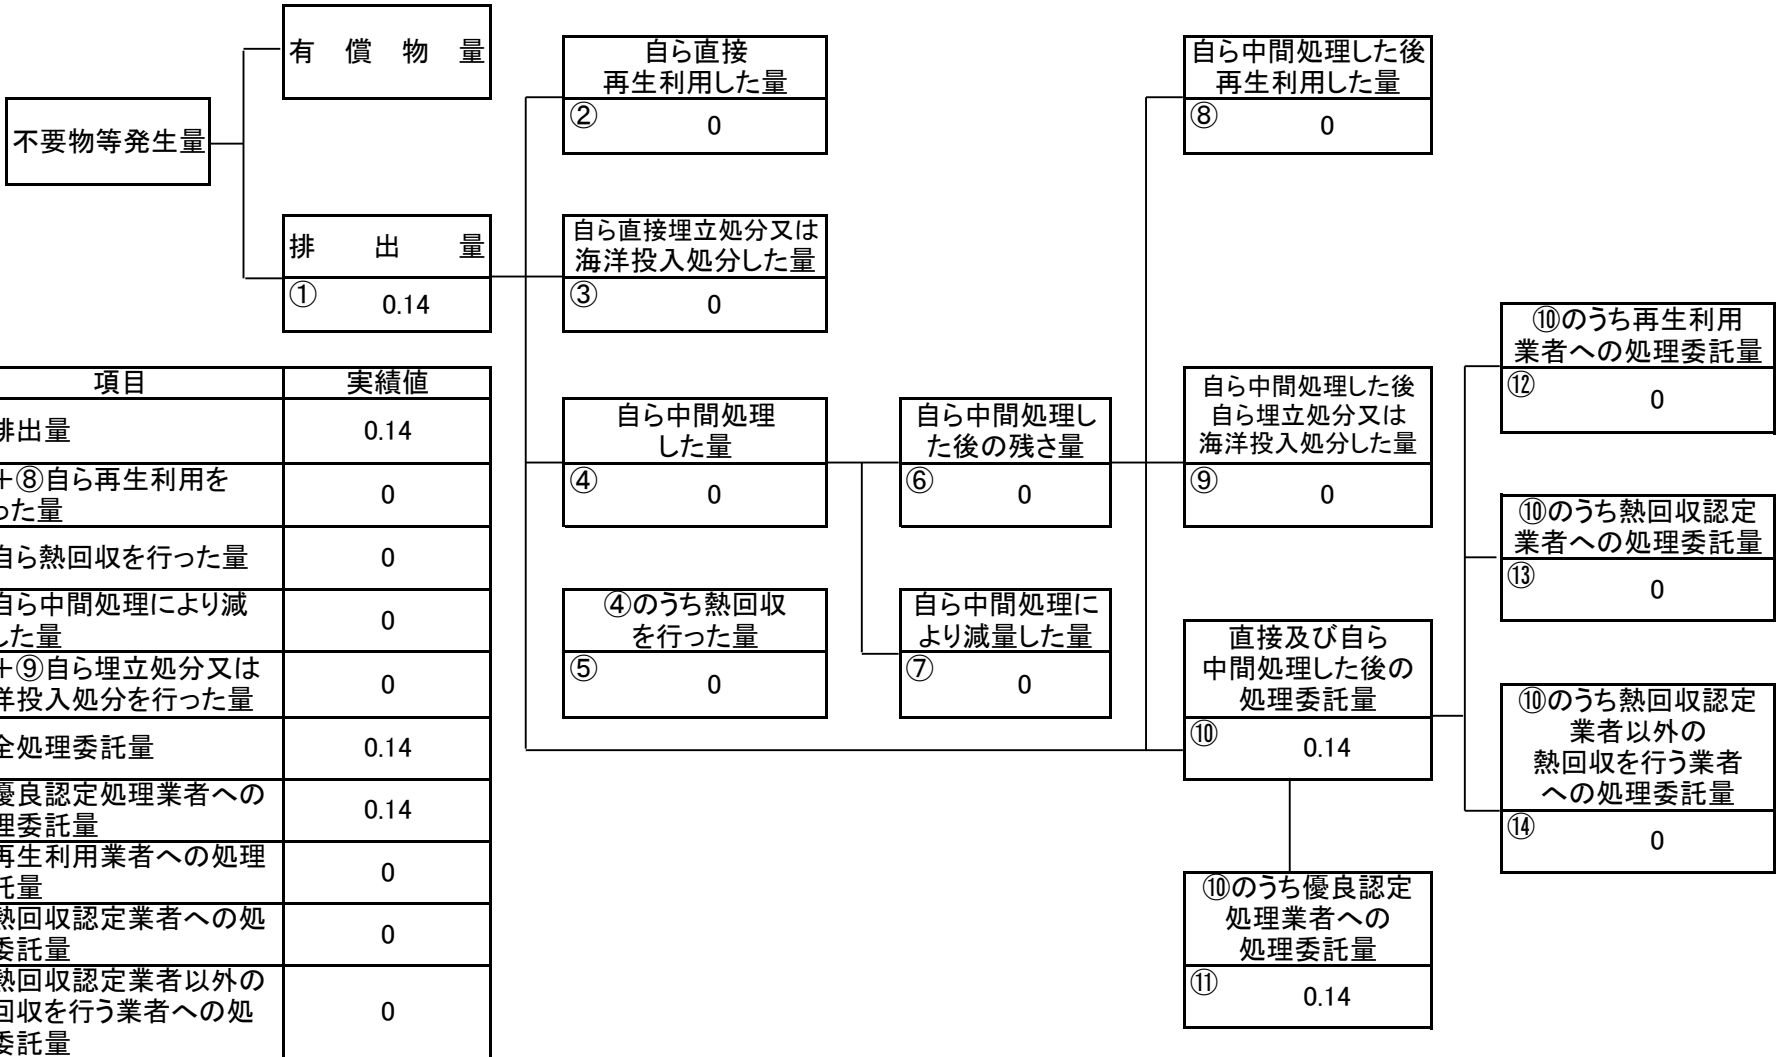 有償物量
不要物等発生量
排出量
① 0.14
自ら直接
再生利用した量
② 0
自ら直接埋立処分又は
海洋投入処分した量
③ 0
自ら中間処理
した量
④ 0
④のうち熱回収
を行った量
⑤ 0
自ら中間処理し
た後の残さ量
⑥ 0
自ら中間処理に
より減量した量
⑦ 0
自ら中間処理した後
再生利用した量
⑧ 0
自ら中間処理した後
自ら埋立処分又は
海洋投入処分した量
⑨ 0
直接及び自ら
中間処理した後の
処理委託量
⑩ 0.14
⑩のうち優良認定
処理業者への
処理委託量
⑪ 0.14
⑩のうち再生利用
業者への処理委託量
⑫ 0
⑩のうち熱回収認定
業者への処理委託量
⑬ 0
⑩のうち熱回収認定
業者以外の
熱回収を行う業者
への処理委託量
⑭ 0
項目 実績値
排出量 0.14
+⑧自ら再生利用を
った量 0
自ら熱回収を行った量 0
自ら中間処理により減
した量 0
+⑨自ら埋立処分又は
洋投入処分を行った量 0
全処理委託量 0.14
優良認定処理業者への
理委託量 0.14
再生利用業者への処理
託量 0
熱回収認定業者への処
委託量 0
熱回収認定業者以外の
回収を行う業者への処
委託量 0